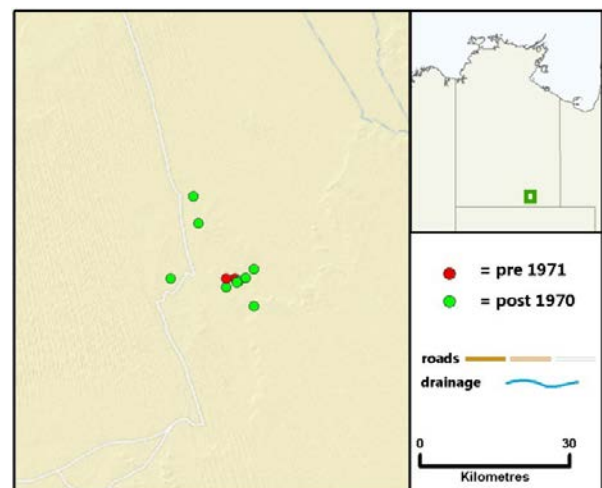 = pre 1971
= post 1970
roads
drainage
0 30
Kilometres